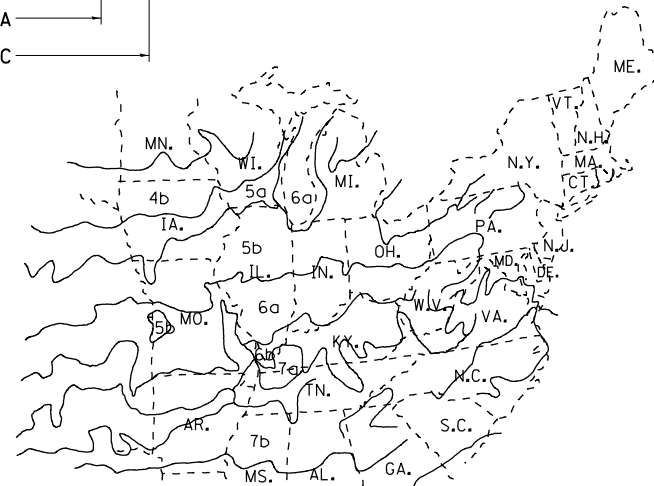 A
C
ME.
VT.
MN.
N.H.
WI.
N.Y.
MA.
MI.
CT.
4b
5a
6a
IA.
PA.
5b
OH.
N.J.
IL.
IN.
MD.
DE.
6a
W.V.
MO.
VA.
5b
KY.
6b
7a
N.C.
TN.
AR.
S.C.
7b
GA.
MS.
AL.